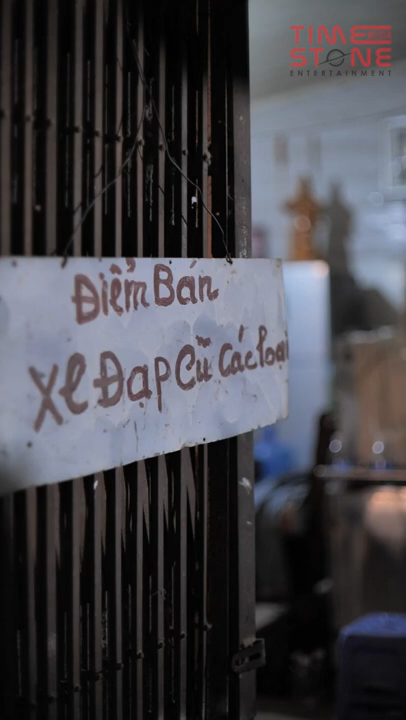 TIME
STONE
ENTERTAINMENT
Điểm Bán
Xe Đạp Cũ Các loại